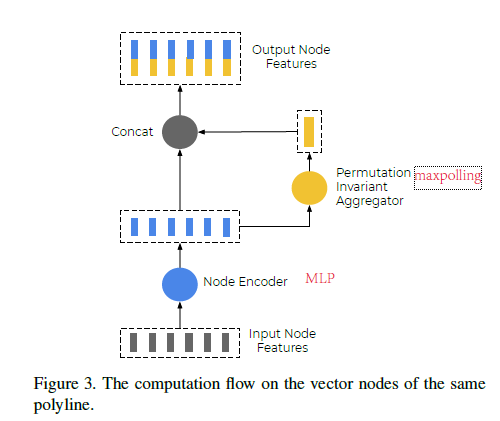 Output Node
Features
Concat
Permutation maxpolling
Invariant
Aggregator
Node Encoder MLP
Input Node
Features
Figure 3. The computation flow on the vector nodes of the same
polyline.